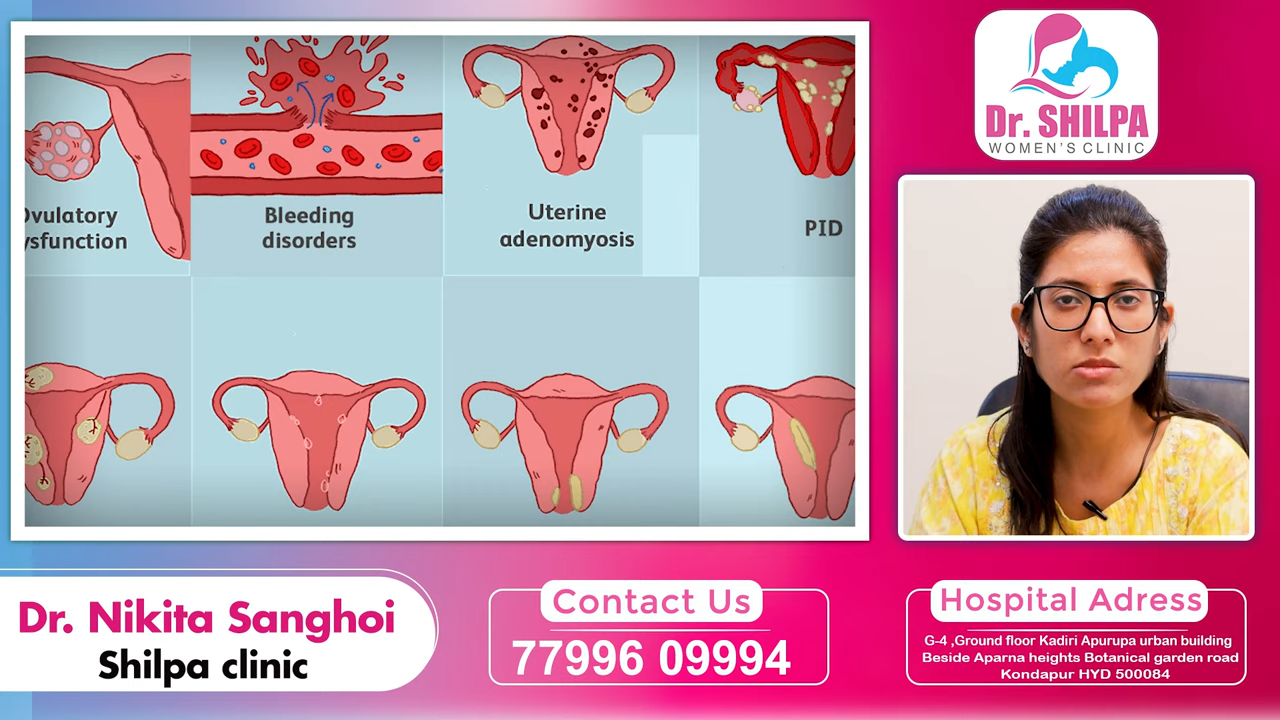 Ovulatory
ysfunction
Bleeding
disorders
Uterine
adenomyosis
PID
Dr. SHILPA
WOMEN'S CLINIC
Dr. Nikita Sanghoi
Shilpa clinic
Contact Us
77996 09994
Hospital Adress
G-4 ,Ground floor Kadiri Apurupa urban building
Beside Aparna heights Botanical garden road
Kondapur HYD 500084